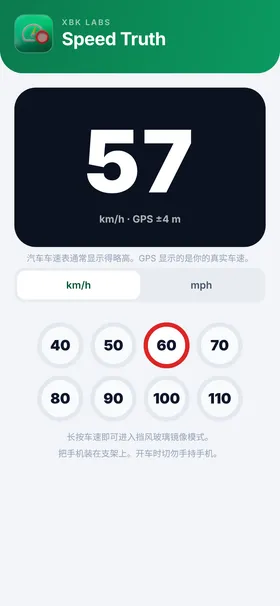 XBK LABS
Speed Truth
57
km/h · GPS ±4 m
汽车车速表通常显示得略高。GPS 显示的是你的真实车速。
km/h mph
40 50 60 70
80 90 100 110
长按车速即可进入挡风玻璃镜像模式。
把手机装在支架上。开车时切勿手持手机。